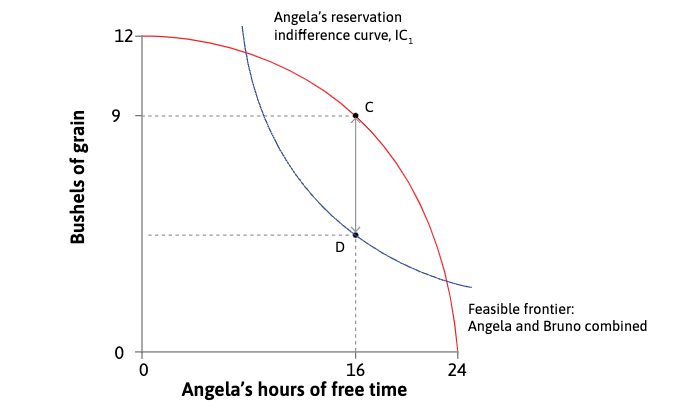 Angela’s reservation
indifference curve, IC1
12
Bushels of grain
C
9
D
Feasible frontier:
Angela and Bruno combined
0
0
16
24
Angela’s hours of free time